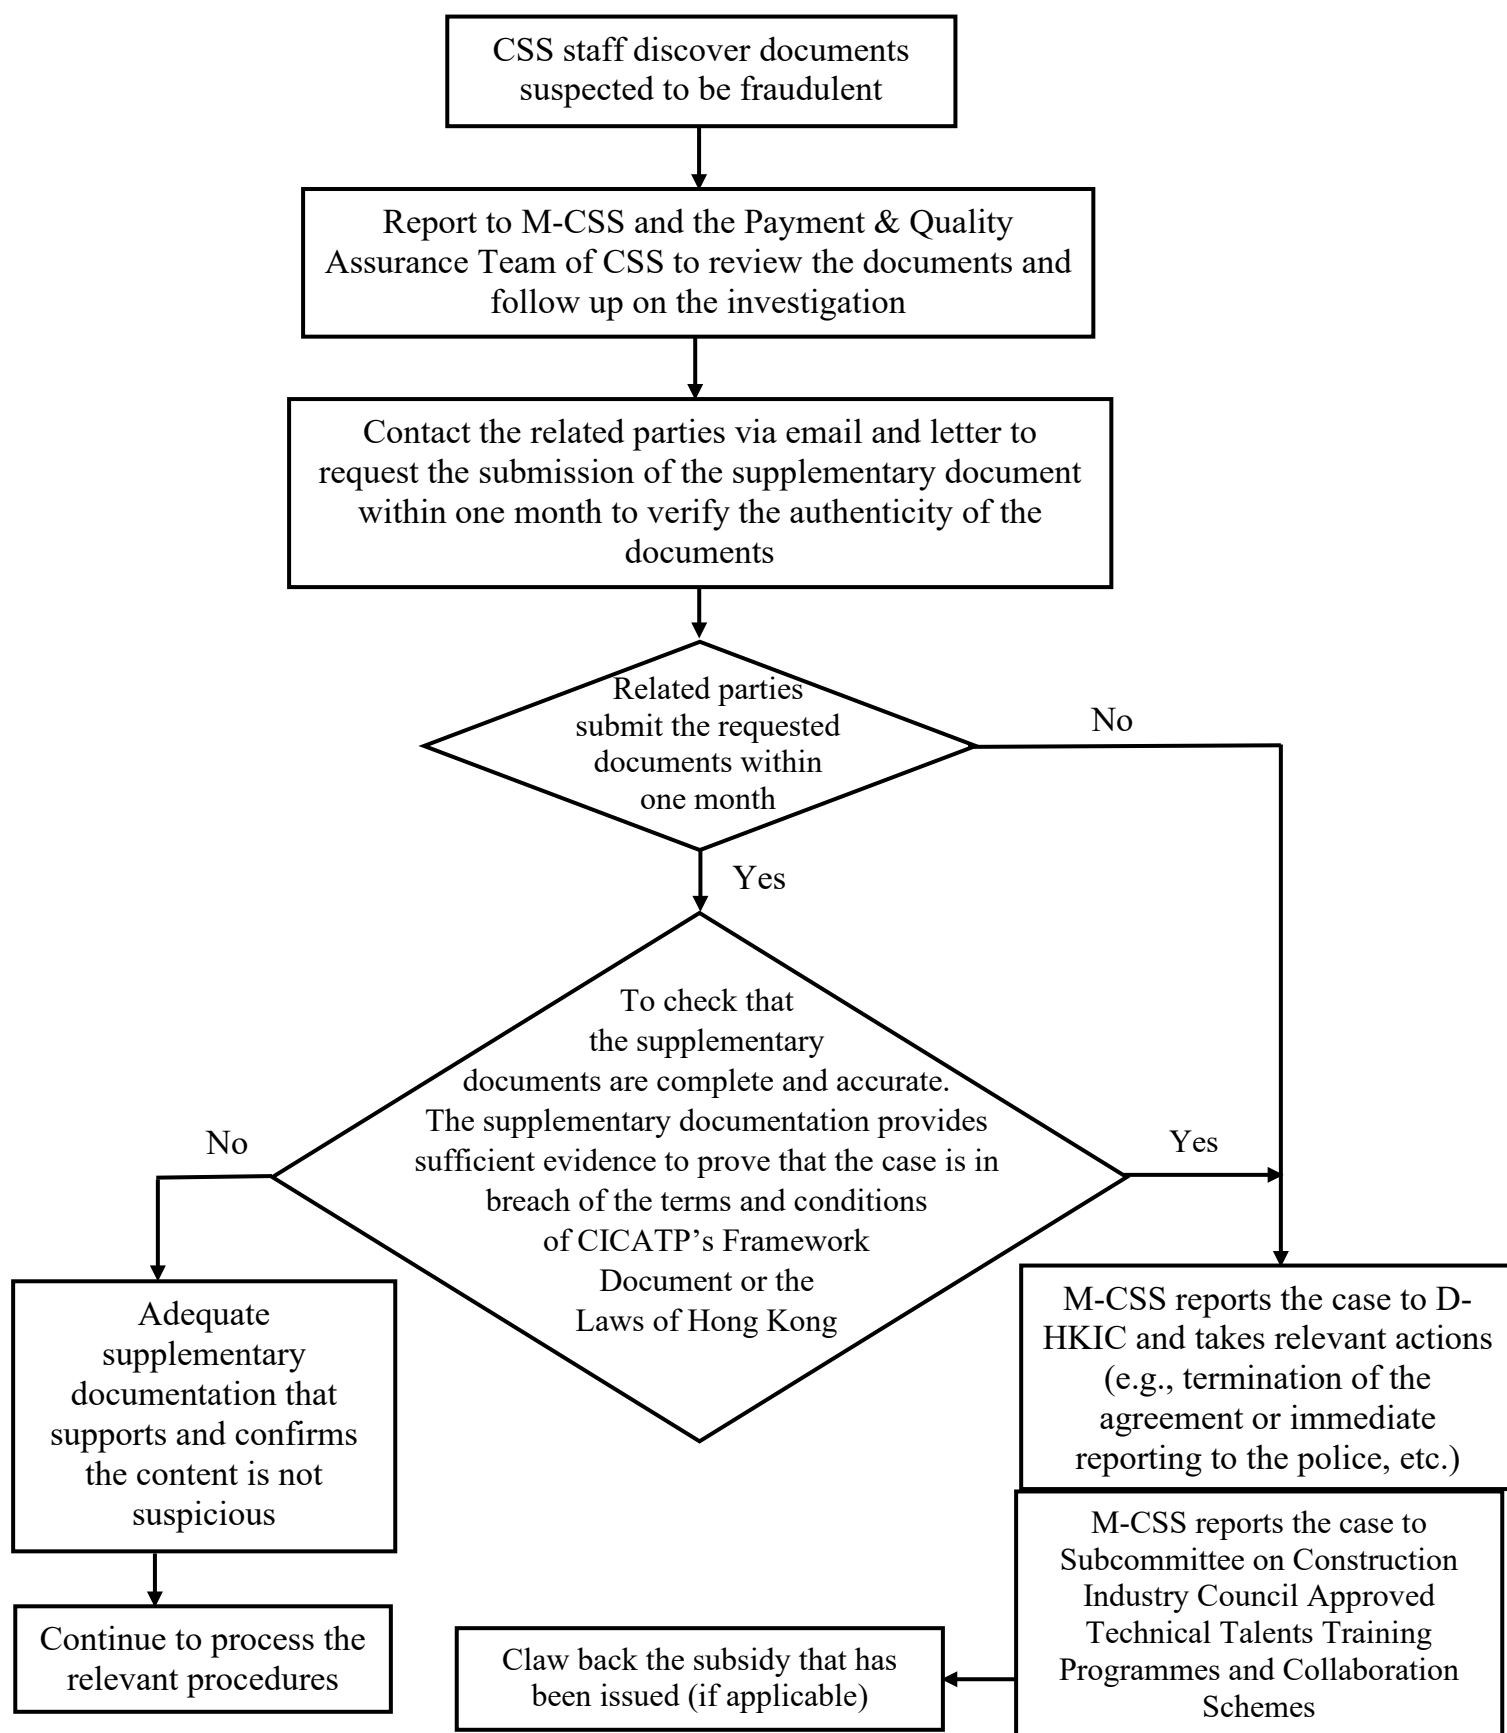 CSS staff discover documents
suspected to be fraudulent
Report to M-CSS and the Payment & Quality
Assurance Team of CSS to review the documents and
follow up on the investigation
Contact the related parties via email and letter to
request the submission of the supplementary document
within one month to verify the authenticity of the
documents
Related parties
submit the requested
documents within
one month
No
Yes
To check that
the supplementary
documents are complete and accurate.
The supplementary documentation provides
sufficient evidence to prove that the case is in
breach of the terms and conditions
of CICATP’s Framework
Document or the
Laws of Hong Kong
No
Yes
Adequate
supplementary
documentation that
supports and confirms
the content is not
suspicious
Continue to process the
relevant procedures
M-CSS reports the case to D-
HKIC and takes relevant actions
(e.g., termination of the
agreement or immediate
reporting to the police, etc.)
M-CSS reports the case to
Subcommittee on Construction
Industry Council Approved
Technical Talents Training
Programmes and Collaboration
Schemes
Claw back the subsidy that has
been issued (if applicable)